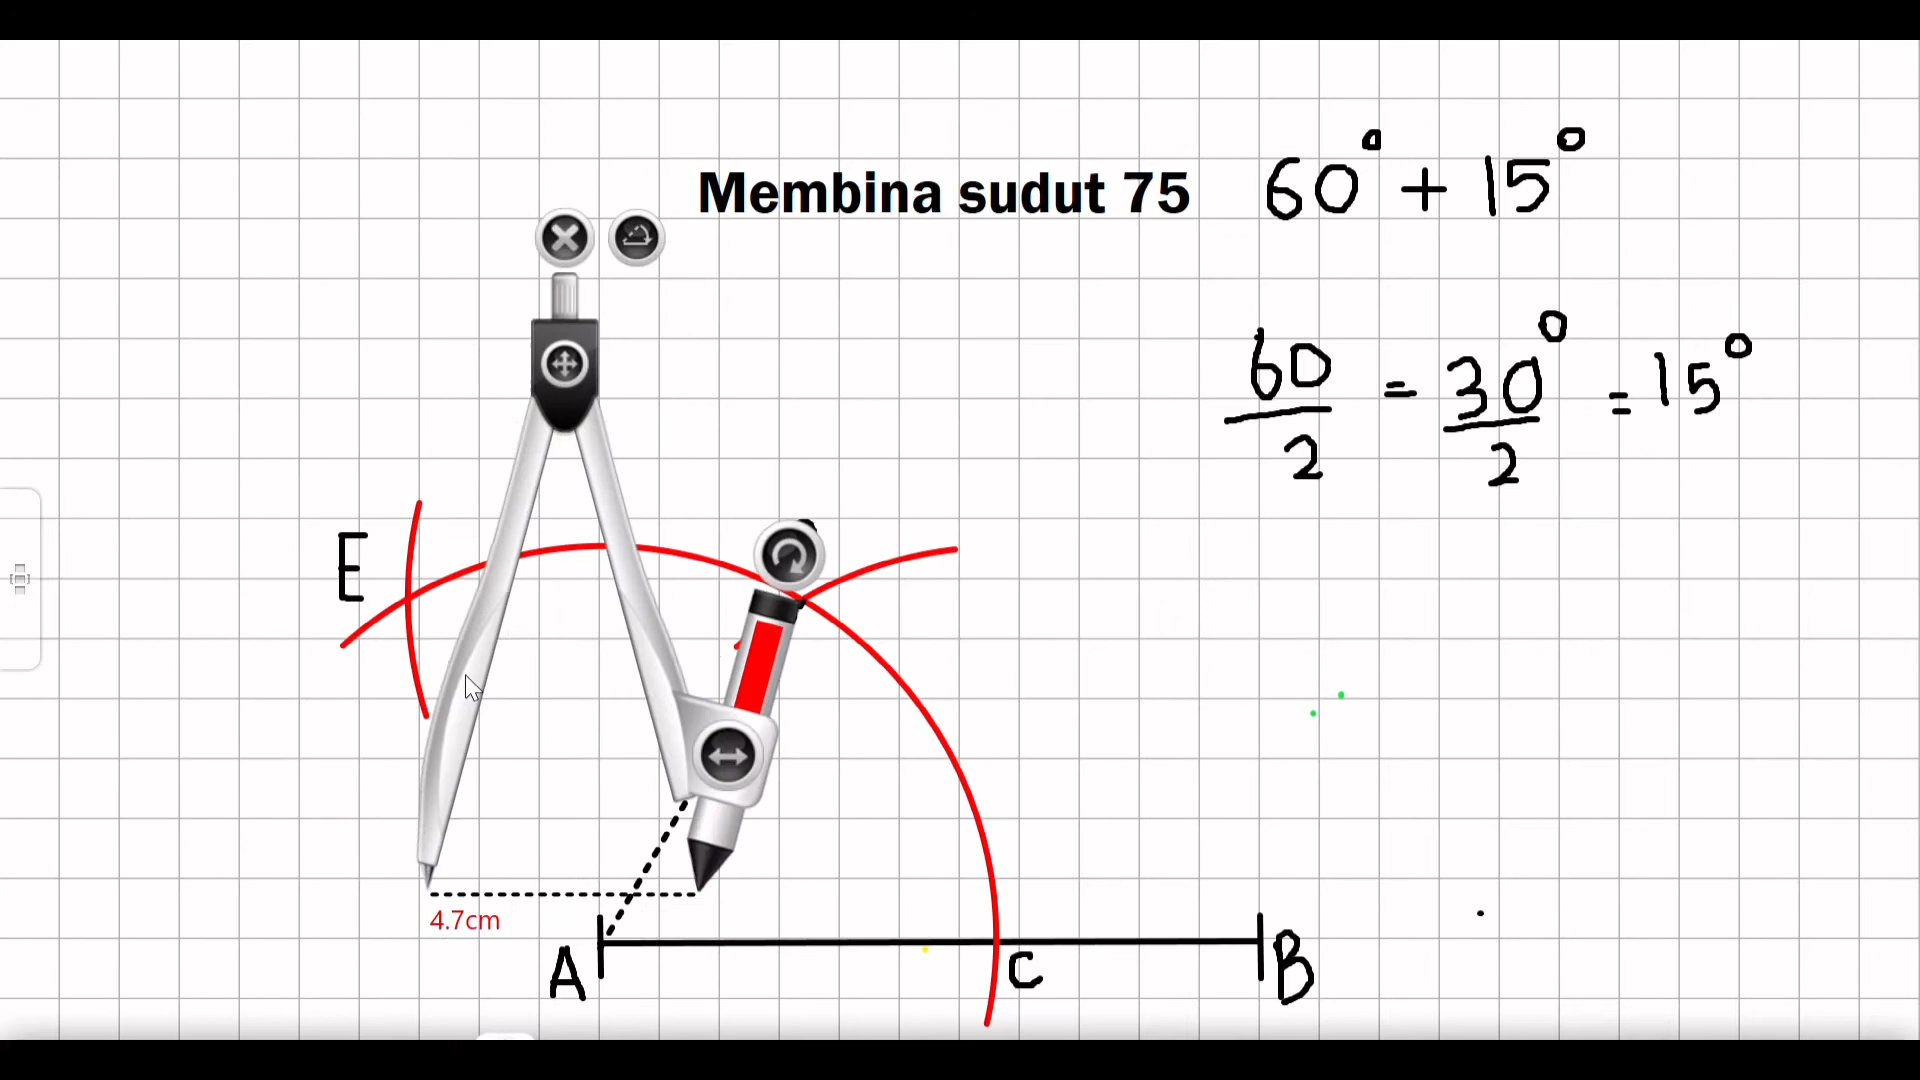 Membina sudut 75 60° + 15°
60/2 = 30°/2 = 15°
E
4.7cm
A C B